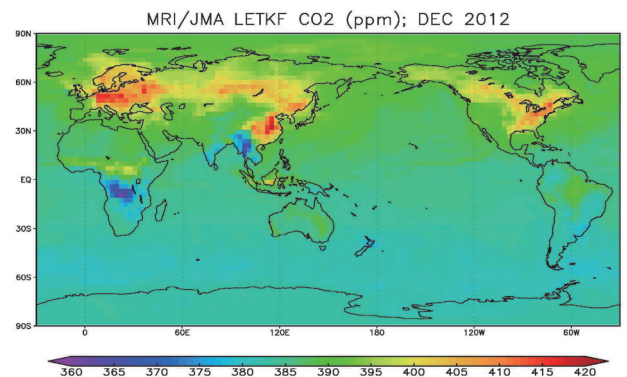 MRI/JMA LETKF CO2 (ppm); DEC 2012
90N
60N
30N
EQ
30S
60S
90S
0 60E 120E 180 120W 60W
360 365 370 375 380 385 390 395 400 405 410 415 420